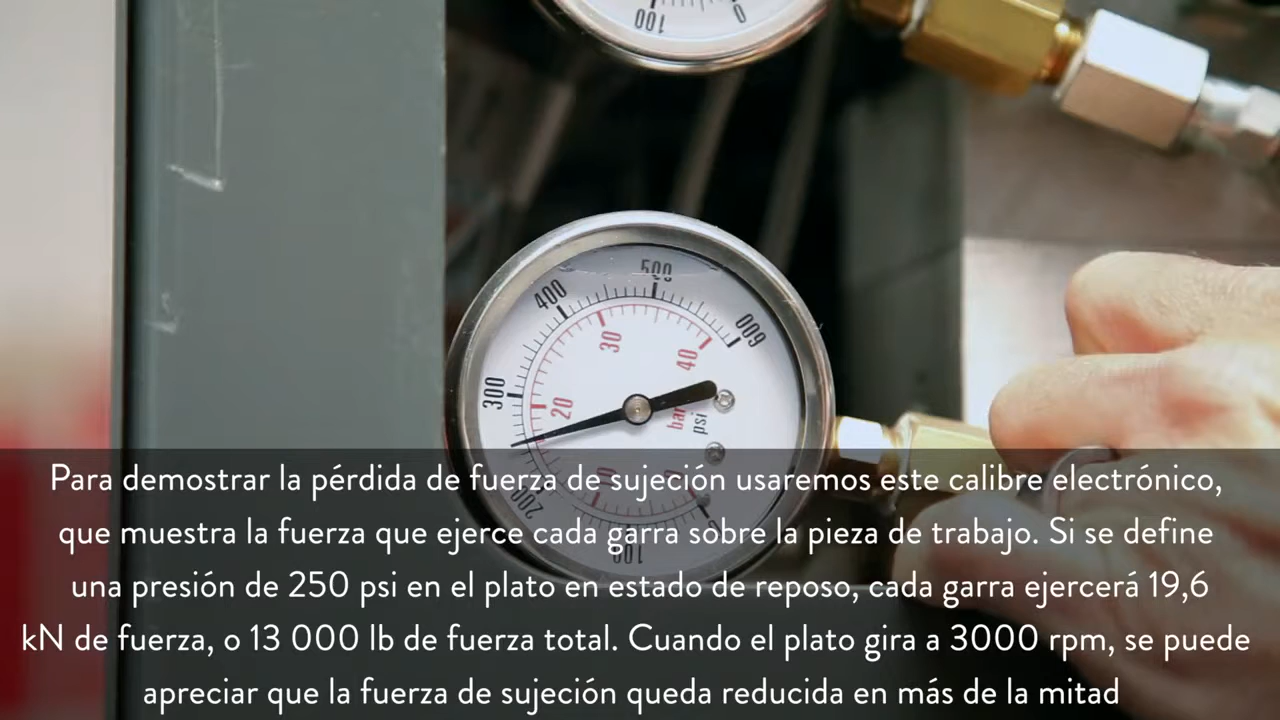 100
0
500
400
600
30
40
300
20
bar
psi
Para demostrar la pérdida de fuerza de sujeción usaremos este calibre electrónico,
que muestra la fuerza que ejerce cada garra sobre la pieza de trabajo. Si se define
una presión de 250 psi en el plato en estado de reposo, cada garra ejercerá 19,6
kN de fuerza, o 13 000 lb de fuerza total. Cuando el plato gira a 3000 rpm, se puede
apreciar que la fuerza de sujeción queda reducida en más de la mitad
200
100